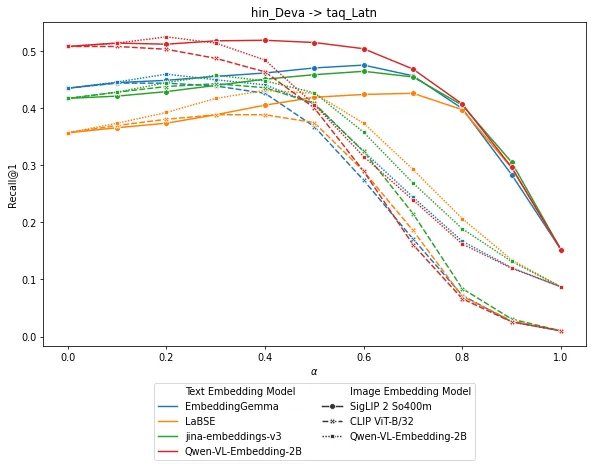 hin_Deva -> taq_Latn
Recall@1
0.5
0.4
0.3
0.2
0.1
0.0
0.0 0.2 0.4 0.6 0.8 1.0
α
Text Embedding Model
EmbeddingGemma
LaBSE
jina-embeddings-v3
Qwen-VL-Embedding-2B
Image Embedding Model
SigLIP 2 So400m
CLIP ViT-B/32
Qwen-VL-Embedding-2B